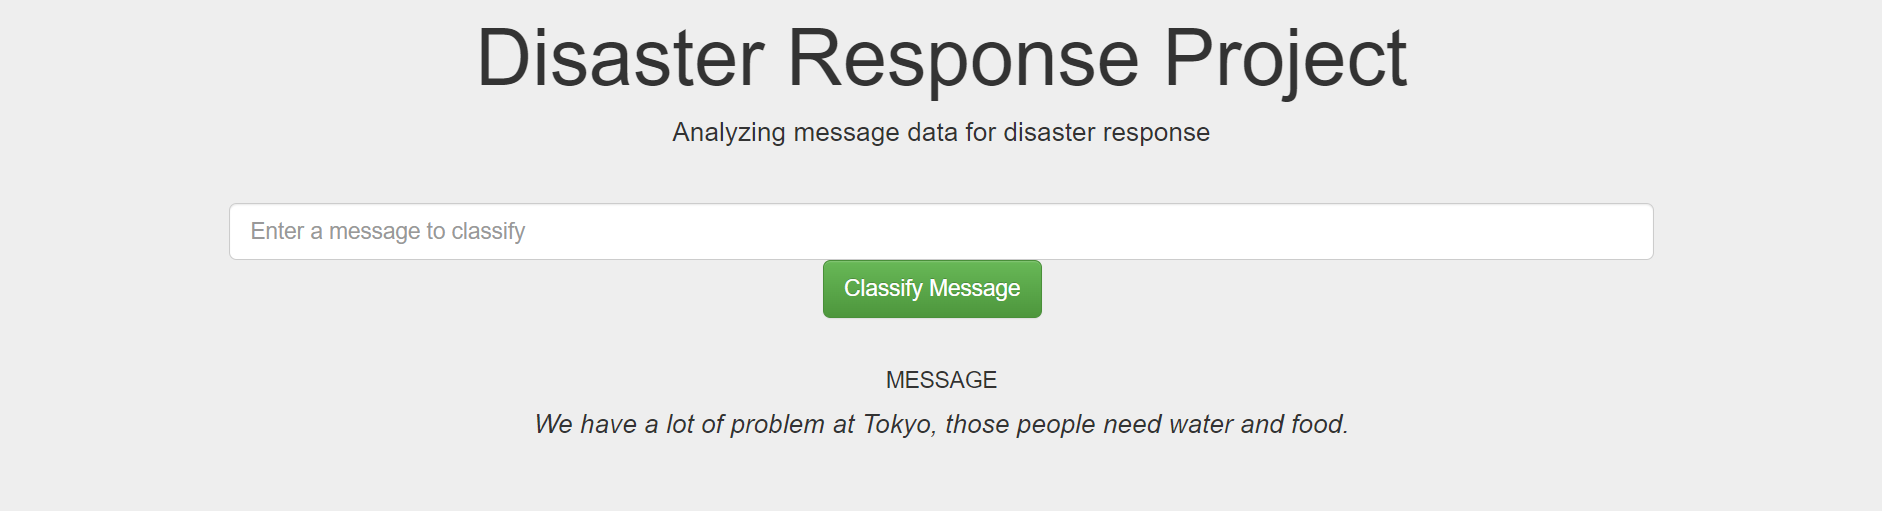 Disaster Response Project
Analyzing message data for disaster response
Enter a message to classify
Classify Message
MESSAGE
We have a lot of problem at Tokyo, those people need water and food.